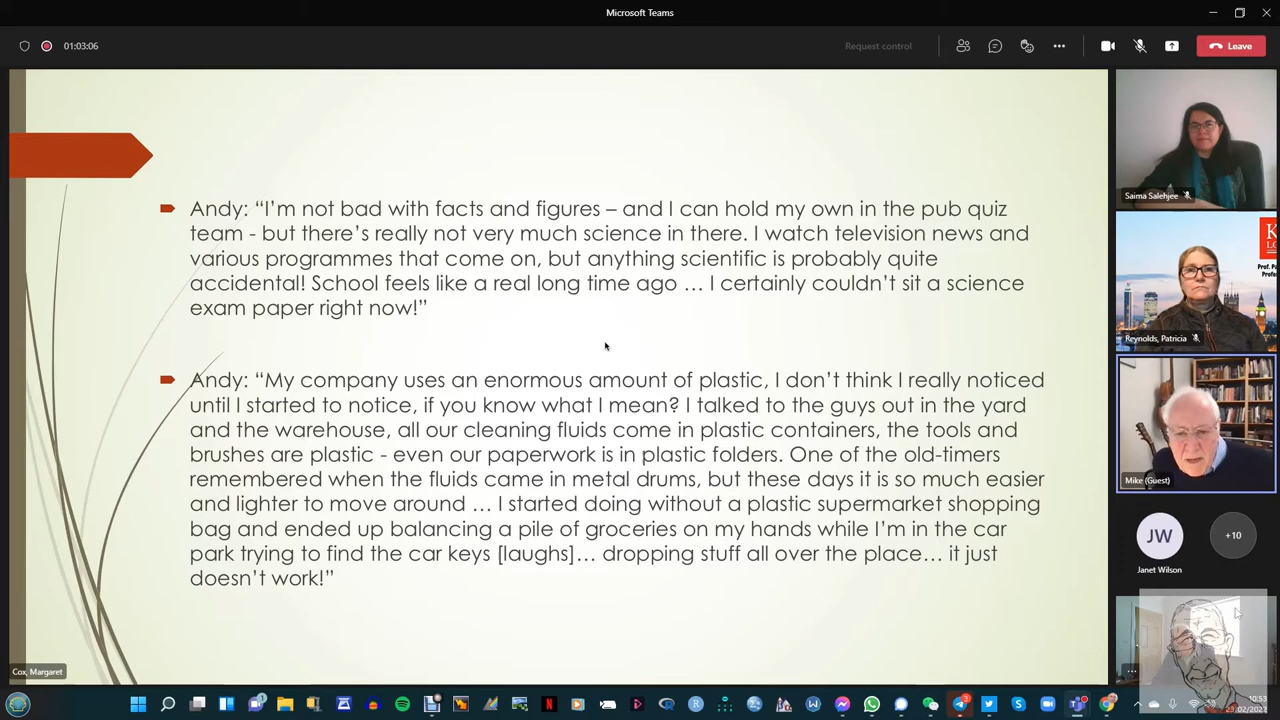 Microsoft Teams
01:03:06
Request control
Leave
Andy: “I’m not bad with facts and figures – and I can hold my own in the pub quiz
team - but there’s really not very much science in there. I watch television news and
various programmes that come on, but anything scientific is probably quite
accidental! School feels like a real long time ago … I certainly couldn’t sit a science
exam paper right now!”
Andy: “My company uses an enormous amount of plastic, I don’t think I really noticed
until I started to notice, if you know what I mean? I talked to the guys out in the yard
and the warehouse, all our cleaning fluids come in plastic containers, the tools and
brushes are plastic - even our paperwork is in plastic folders. One of the old-timers
remembered when the fluids came in metal drums, but these days it is so much easier
and lighter to move around … I started doing without a plastic supermarket shopping
bag and ended up balancing a pile of groceries on my hands while I’m in the car
park trying to find the car keys [laughs]… dropping stuff all over the place… it just
doesn’t work!”
Cox, Margaret
Saima Salehjee
Reynolds, Patricia
Mike (Guest)
JW
+10
Janet Wilson
10:53
23/02/2022